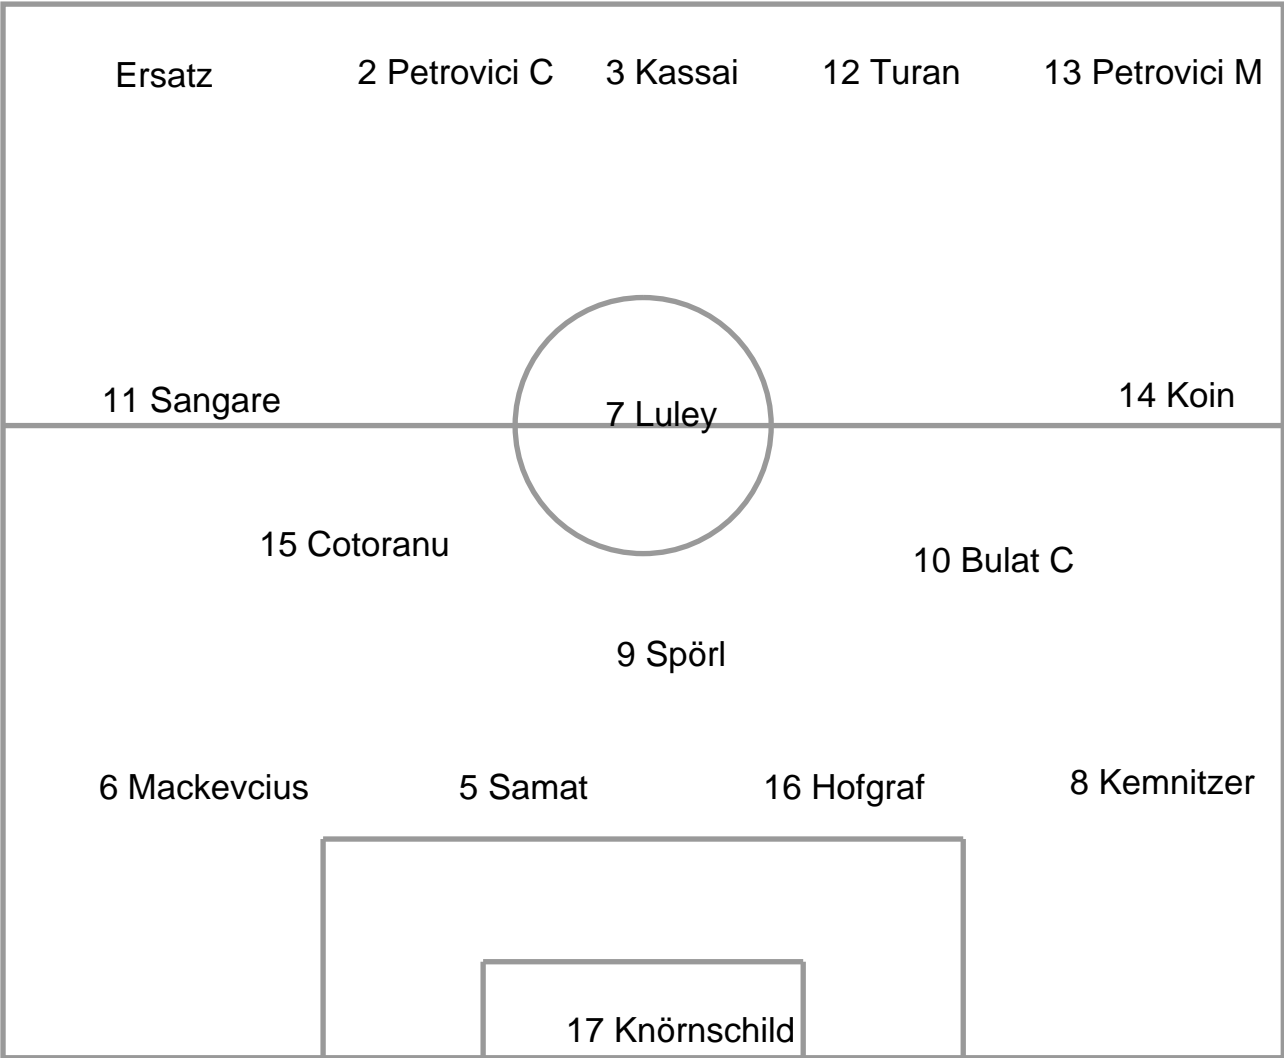 Ersatz 2 Petrovici C 3 Kassai 12 Turan 13 Petrovici M
11 Sangare 7 Luley 14 Koin
15 Cotoranu 10 Bulat C
9 Spörl
6 Mackevcius 5 Samat 16 Hofgraf 8 Kemnitzer
17 Knörnschild